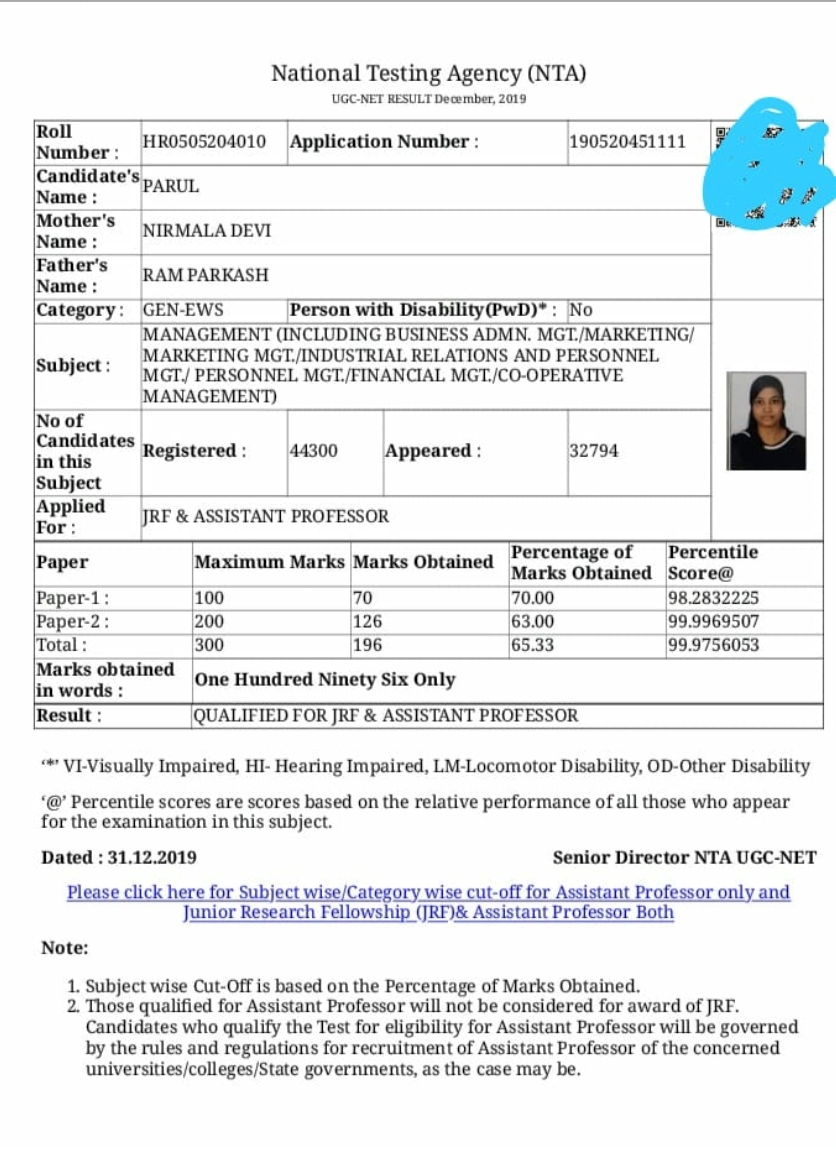 National Testing Agency (NTA)
UGC-NET RESULT December, 2019
Roll Number : HR0505204010 Application Number : 190520451111
Candidate's Name : PARUL
Mother's Name : NIRMALA DEVI
Father's Name : RAM PARKASH
Category : GEN-EWS Person with Disability(PwD)* : No
Subject : MANAGEMENT (INCLUDING BUSINESS ADMN. MGT./MARKETING/
MARKETING MGT./INDUSTRIAL RELATIONS AND PERSONNEL
MGT./ PERSONNEL MGT./FINANCIAL MGT./CO-OPERATIVE
MANAGEMENT)
No of Candidates in this Subject Registered : 44300 Appeared : 32794
Applied For : JRF & ASSISTANT PROFESSOR
Paper Maximum Marks Marks Obtained Percentage of Marks Obtained Percentile Score@
Paper-1 : 100 70 70.00 98.2832225
Paper-2 : 200 126 63.00 99.9969507
Total : 300 196 65.33 99.9756053
Marks obtained in words : One Hundred Ninety Six Only
Result : QUALIFIED FOR JRF & ASSISTANT PROFESSOR
‘*’ VI-Visually Impaired, HI- Hearing Impaired, LM-Locomotor Disability, OD-Other Disability
‘@’ Percentile scores are scores based on the relative performance of all those who appear
for the examination in this subject.
Dated : 31.12.2019 Senior Director NTA UGC-NET
Please click here for Subject wise/Category wise cut-off for Assistant Professor only and
Junior Research Fellowship (JRF)& Assistant Professor Both
Note:
1. Subject wise Cut-Off is based on the Percentage of Marks Obtained.
2. Those qualified for Assistant Professor will not be considered for award of JRF.
Candidates who qualify the Test for eligibility for Assistant Professor will be governed
by the rules and regulations for recruitment of Assistant Professor of the concerned
universities/colleges/State governments, as the case may be.